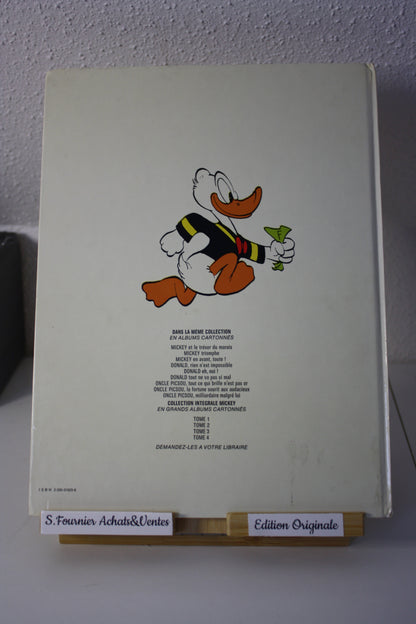 DANS LA MEME COLLECTION
EN ALBUMS CARTONNÉS
MICKEY et le trésor du marais
MICKEY triomphe
MICKEY en avant, toute !
DONALD, rien n'est impossible
DONALD eh, oui !
DONALD tout ne va pas si mal
ONCLE PICSOU, tout ce qui brille n'est pas or
ONCLE PICSOU, la fortune sourit aux audacieux
ONCLE PICSOU, milliardaire malgré lui
COLLECTION INTEGRALE MICKEY
EN GRANDS ALBUMS CARTONNÉS
TOME 1
TOME 2
TOME 3
TOME 4
DEMANDEZ-LES A VOTRE LIBRAIRE
S.Fournier Achats&Ventes
Edition Originale